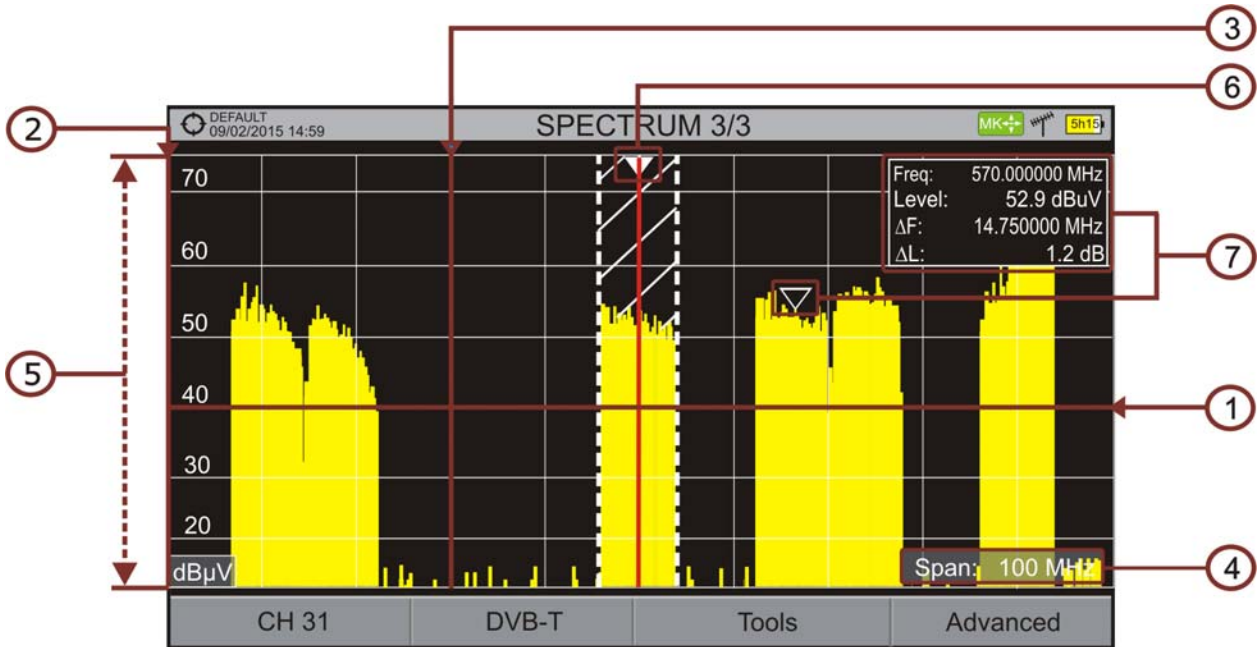 3
6
2
DEFAULT
09/02/2015 14:59
SPECTRUM 3/3
MK
5h15
70
Freq: 570.000000 MHz
Level: 52.9 dBuV
ΔF: 14.750000 MHz
ΔL: 1.2 dB
7
60
50
5
40
1
30
20
dBµV
Span: 100 MHz
4
CH 31
DVB-T
Tools
Advanced